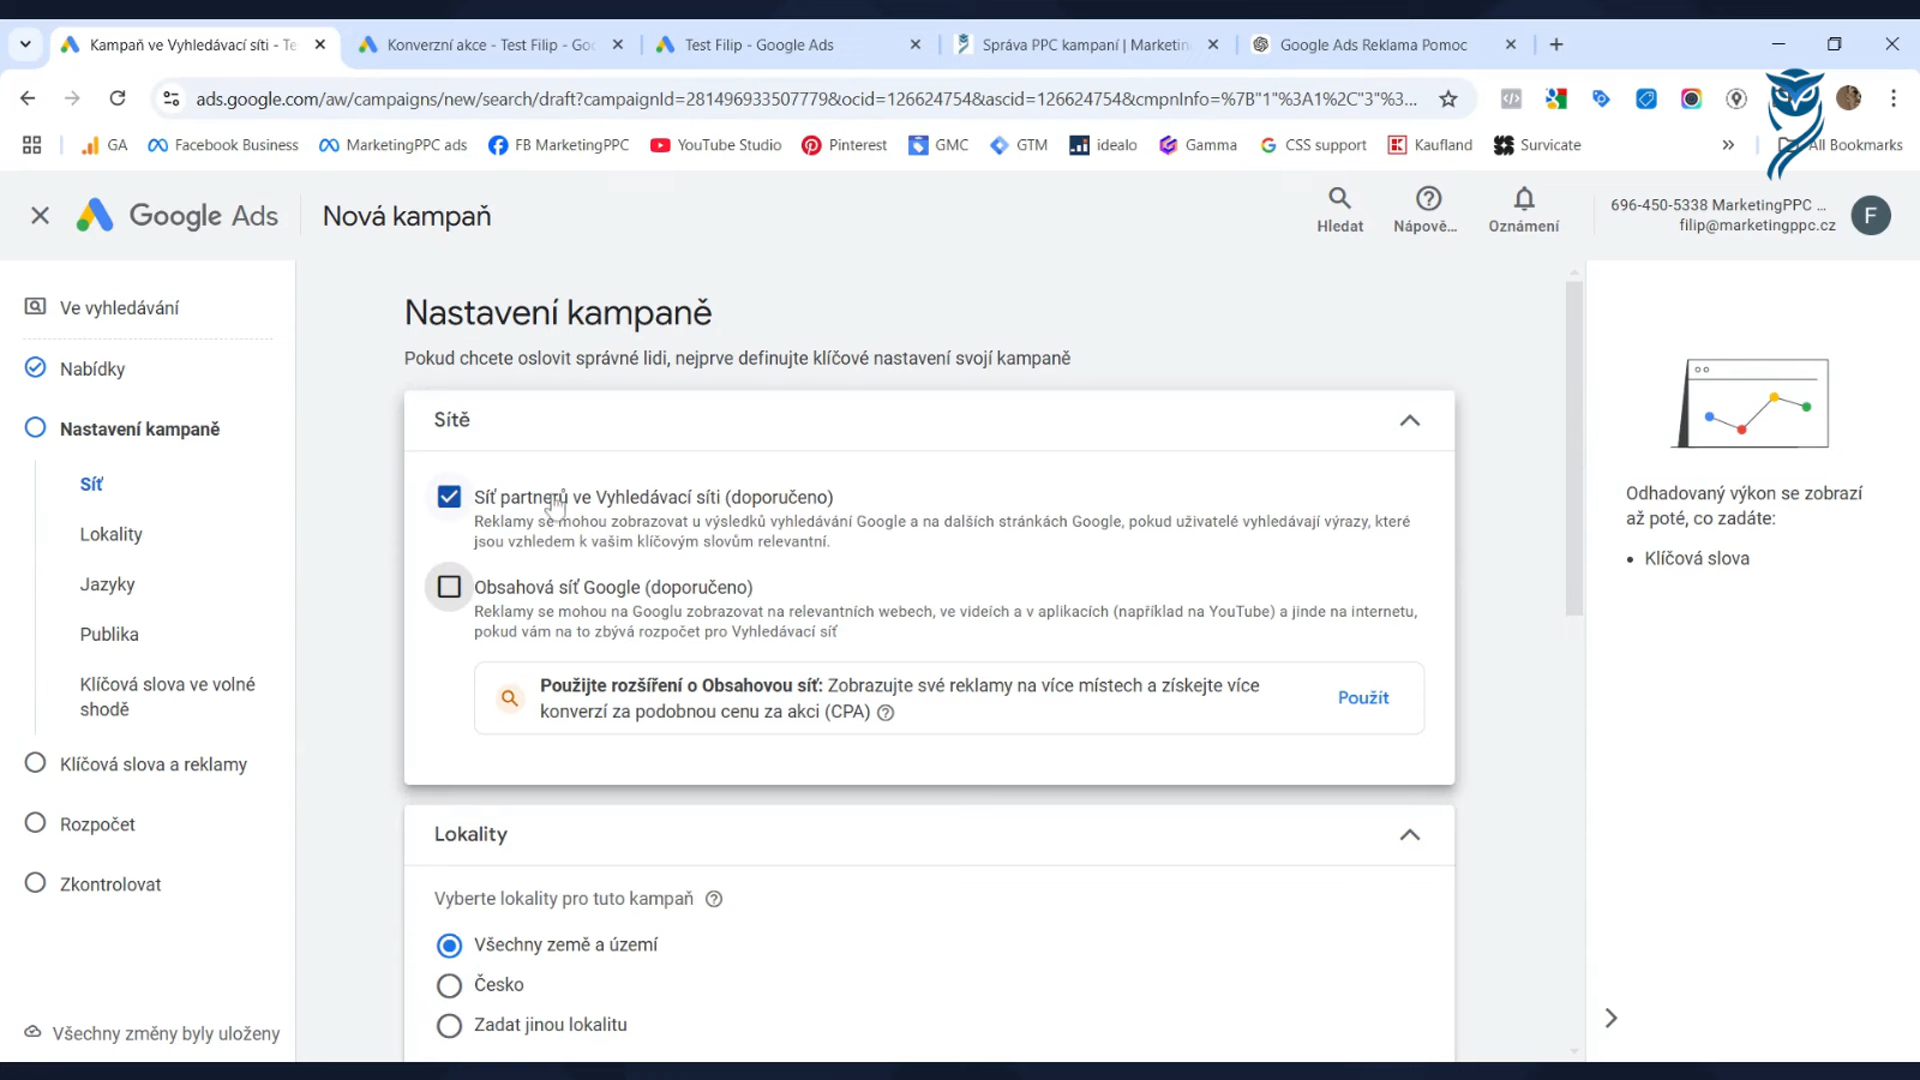 Kampaň ve Vyhledávací síti - Te
Konverzní akce - Test Filip - Goo
Test Filip - Google Ads
Správa PPC kampaní | Marketin
Google Ads Reklama Pomoc
ads.google.com/aw/campaigns/new/search/draft?campaignId=281496933507779&ocid=126624754&ascid=126624754&cmpnInfo=%7B"1"%3A1%2C"3"%3...
GA
Facebook Business
MarketingPPC ads
FB MarketingPPC
YouTube Studio
Pinterest
GMC
GTM
idealo
Gamma
CSS support
Kaufland
Survicate
All Bookmarks
Google Ads
Nová kampaň
Hledat
Nápově...
Oznámení
696-450-5338 MarketingPPC ...
filip@marketingppc.cz
F
Ve vyhledávání
Nabídky
Nastavení kampaně
Síť
Lokality
Jazyky
Publika
Klíčová slova ve volné
shodě
Klíčová slova a reklamy
Rozpočet
Zkontrolovat
Všechny změny byly uloženy
Nastavení kampaně
Pokud chcete oslovit správné lidi, nejprve definujte klíčové nastavení svojí kampaně
Sítě
Síť partnerů ve Vyhledávací síti (doporučeno)
Reklamy se mohou zobrazovat u výsledků vyhledávání Google a na dalších stránkách Google, pokud uživatelé vyhledávají výrazy, které
jsou vzhledem k vašim klíčovým slovům relevantní.
Obsahová síť Google (doporučeno)
Reklamy se mohou na Googlu zobrazovat na relevantních webech, ve videích a v aplikacích (například na YouTube) a jinde na internetu,
pokud vám na to zbývá rozpočet pro Vyhledávací síť
Použijte rozšíření o Obsahovou síť: Zobrazujte své reklamy na více místech a získejte více
konverzí za podobnou cenu za akci (CPA)
Použít
Lokality
Vyberte lokality pro tuto kampaň
Všechny země a území
Česko
Zadat jinou lokalitu
Odhadovaný výkon se zobrazí
až poté, co zadáte:
• Klíčová slova